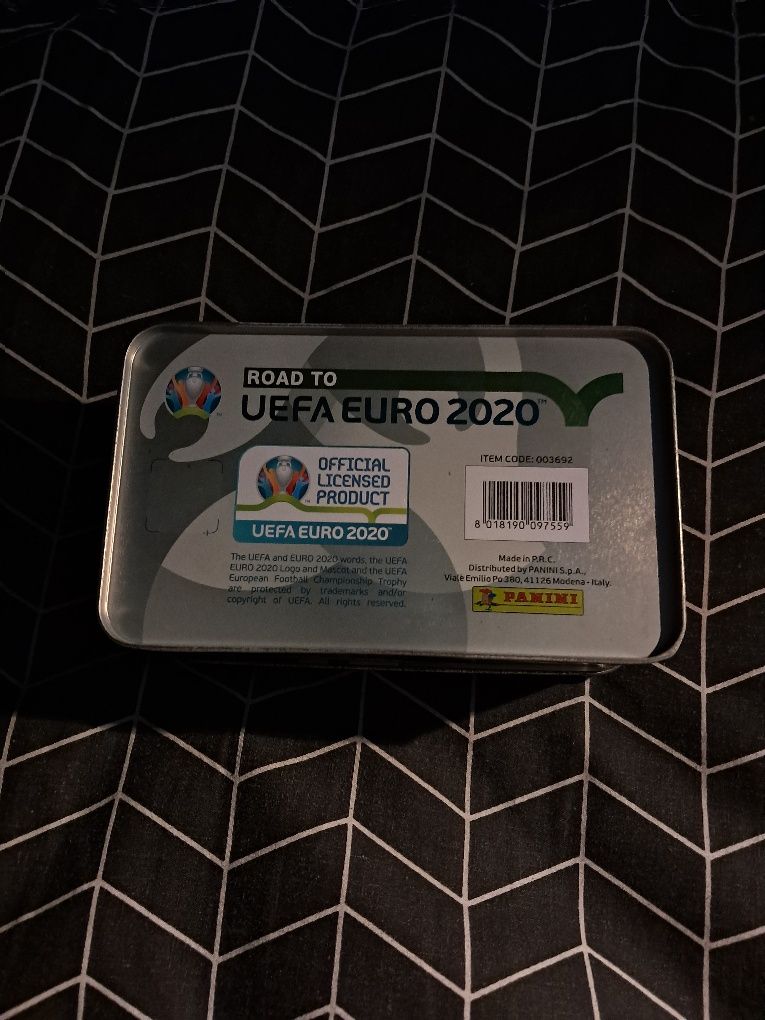 ROAD TO
UEFA EURO 2020™
OFFICIAL
LICENSED
PRODUCT
UEFA EURO 2020™
The UEFA and EURO 2020 words, the UEFA
EURO 2020 Logo and Mascot and the UEFA
European Football Championship Trophy
are protected by trademarks and/or
copyright of UEFA. All rights reserved.
ITEM CODE: 003692
8 018190 097559
Made in P.R.C.
Distributed by PANINI S.p.A.,
Viale Emilio Po 380, 41126 Modena - Italy.
PANINI